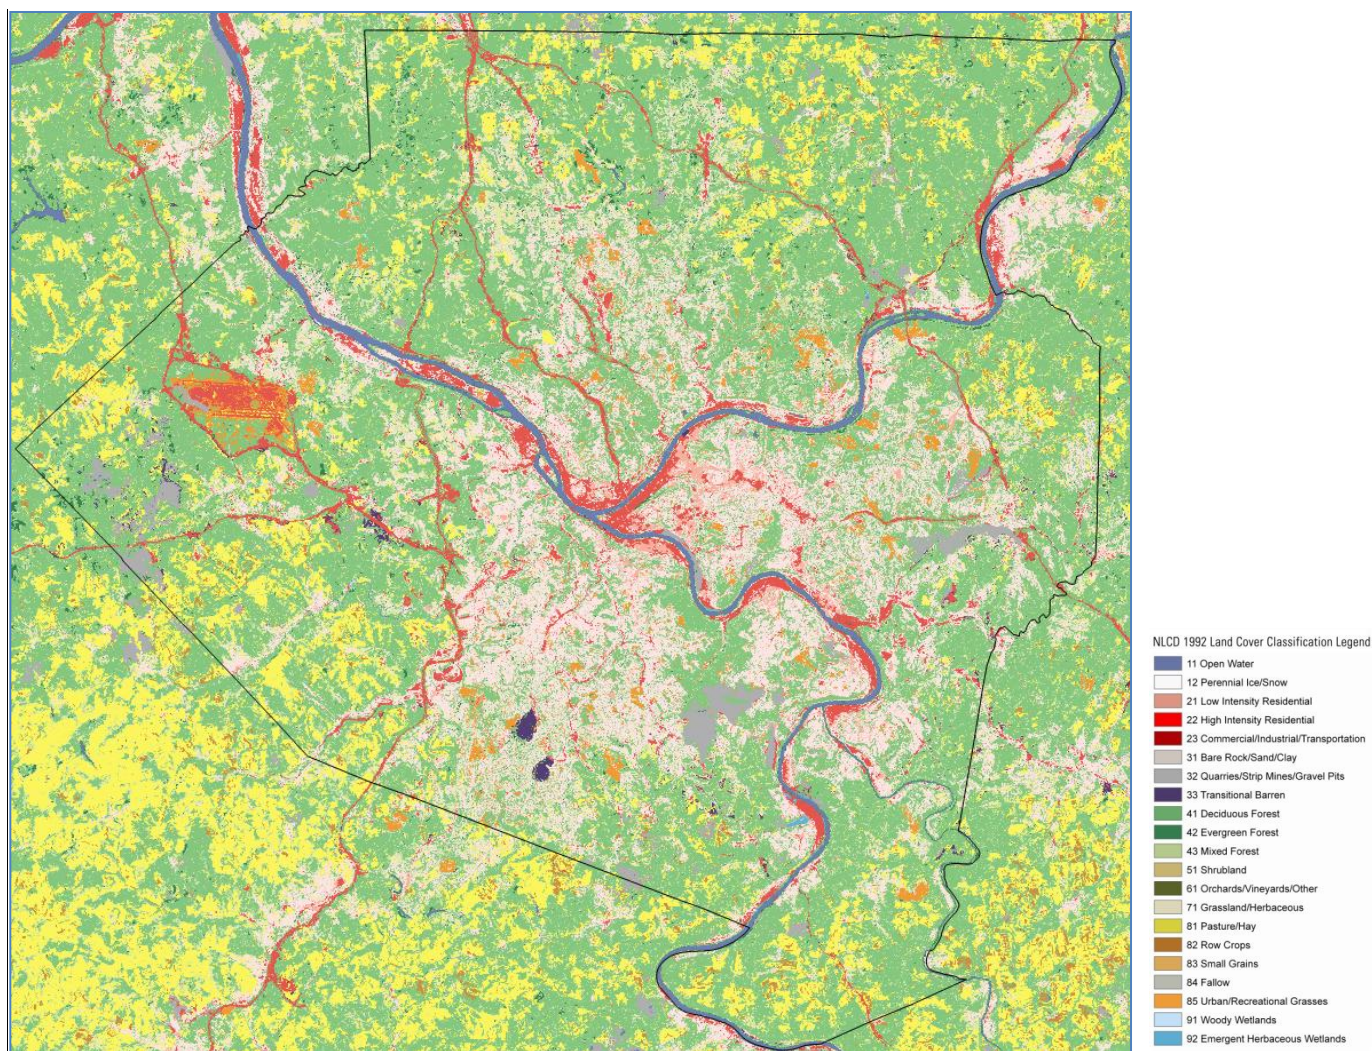 NLCD 1992 Land Cover Classification Legend
11 Open Water
12 Perennial Ice/Snow
21 Low Intensity Residential
22 High Intensity Residential
23 Commercial/Industrial/Transportation
31 Bare Rock/Sand/Clay
32 Quarries/Strip Mines/Gravel Pits
33 Transitional Barren
41 Deciduous Forest
42 Evergreen Forest
43 Mixed Forest
51 Shrubland
61 Orchards/Vineyards/Other
71 Grassland/Herbaceous
81 Pasture/Hay
82 Row Crops
83 Small Grains
84 Fallow
85 Urban/Recreational Grasses
91 Woody Wetlands
92 Emergent Herbaceous Wetlands